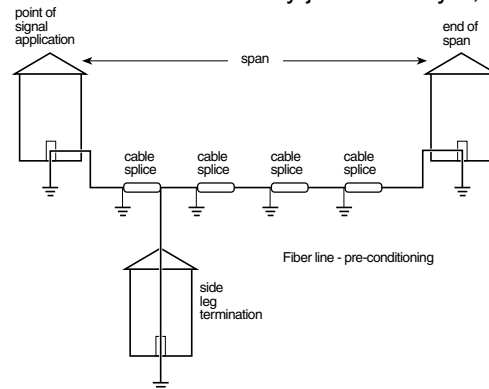 point of
signal
application
end of
span
span
cable
splice
cable
splice
cable
splice
cable
splice
Fiber line - pre-conditioning
side
leg
termination